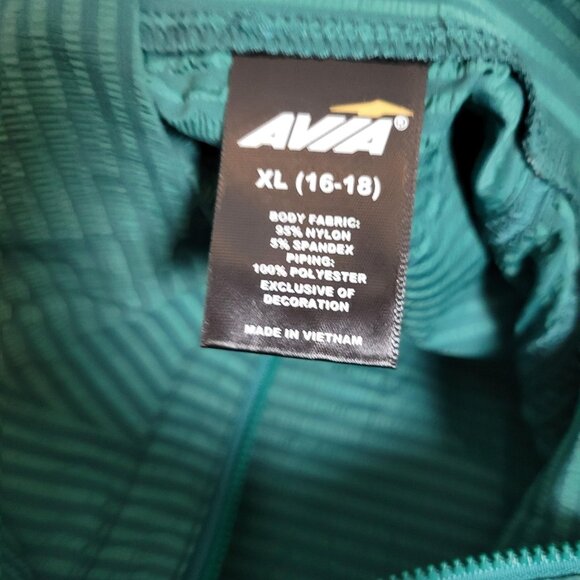 AVIA®
XL (16-18)
BODY FABRIC:
95% NYLON
5% SPANDEX
PIPING:
100% POLYESTER
EXCLUSIVE OF
DECORATION
MADE IN VIETNAM